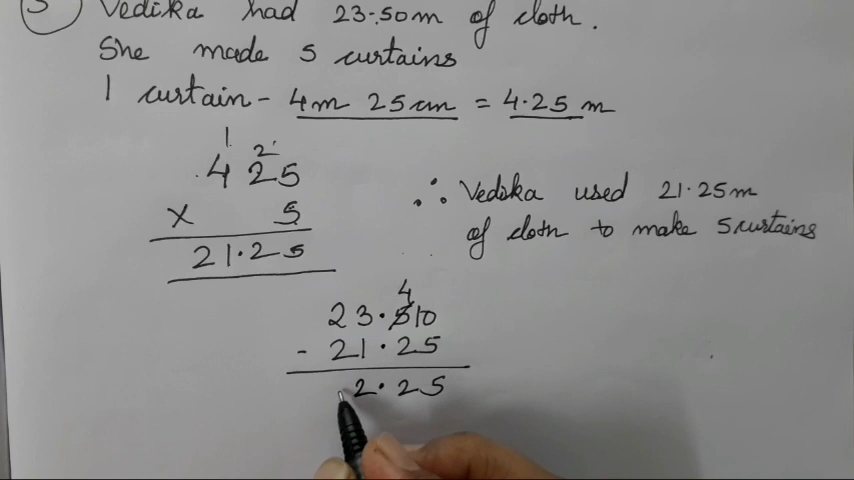 5 Vedika had 23.50m of cloth.
She made 5 curtains
1 curtain - 4m 25cm = 4.25 m
1 2
425
x 5
21.25
∴ Vedika used 21.25m
of cloth to make 5 curtains
4
23.510
- 21.25
2.25